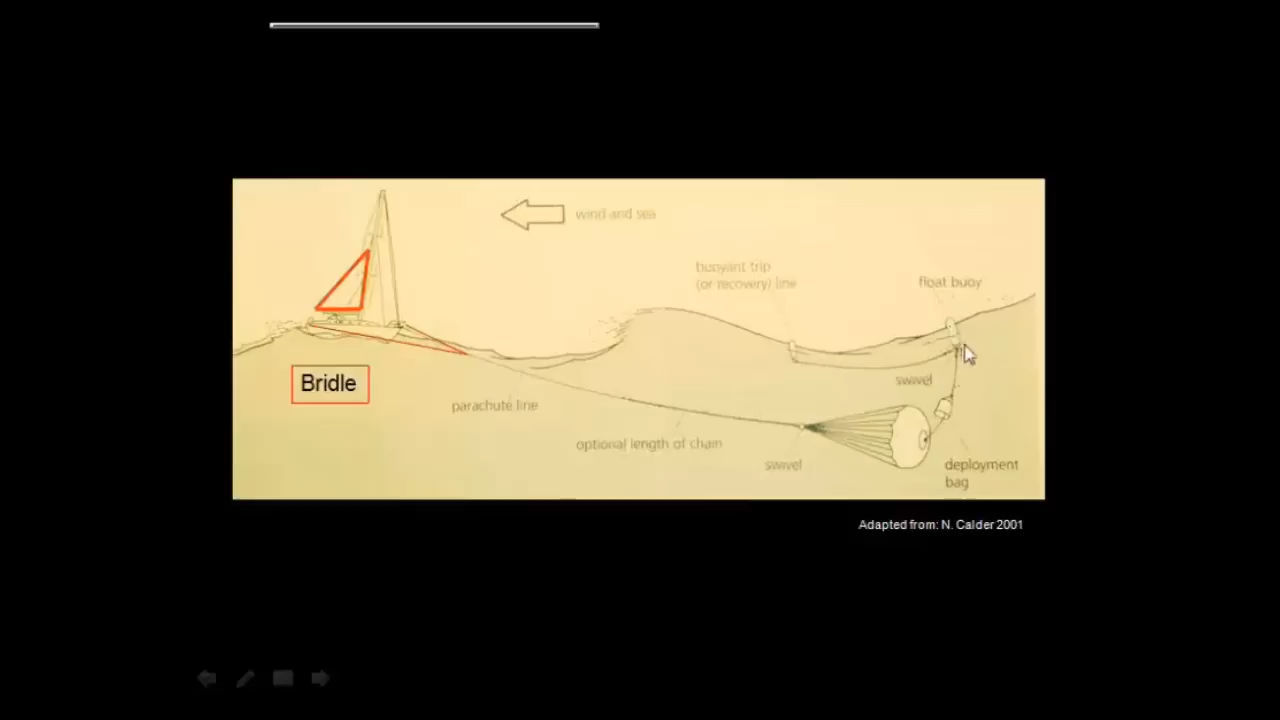 wind and sea
buoyant trip
(or recovery) line
float buoy
swivel
Bridle
parachute line
optional length of chain
swivel
deployment
bag
Adapted from: N. Calder 2001